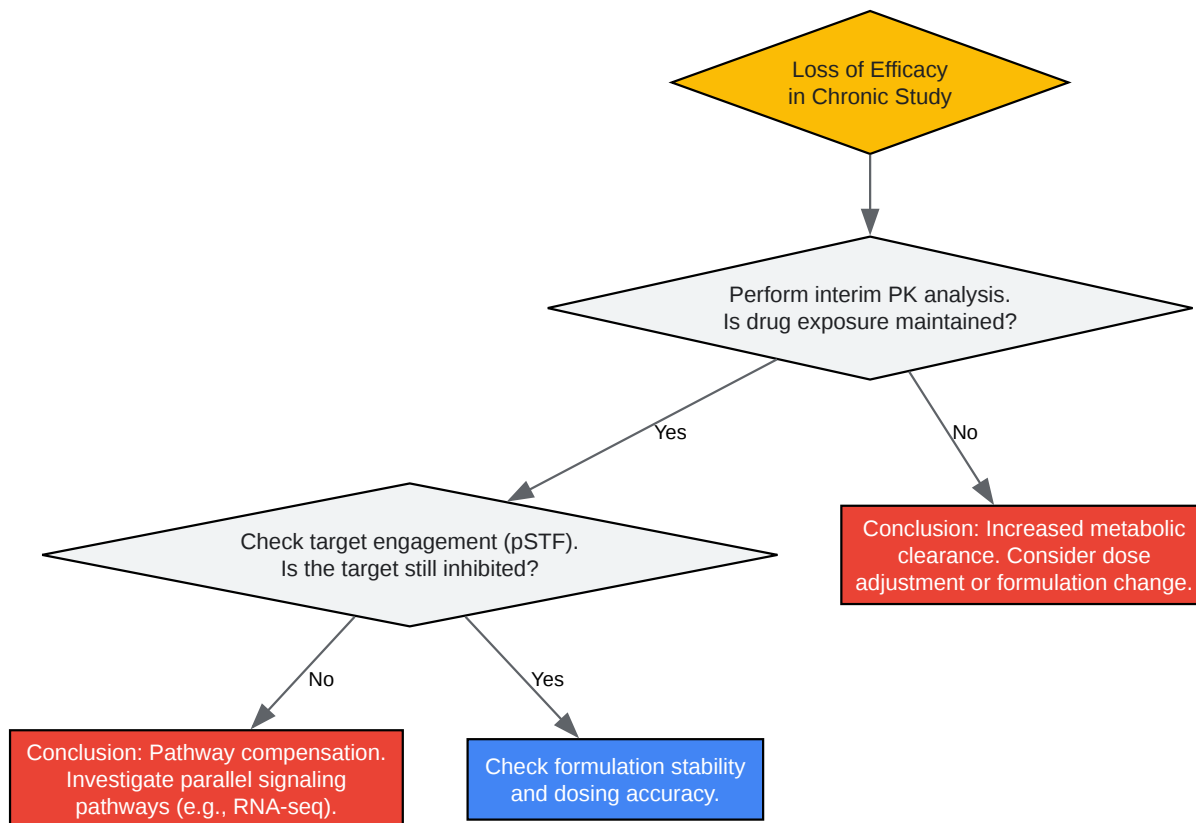 Loss of Efficacy
in Chronic Study
Perform interim PK analysis.
Is drug exposure maintained?
Yes
No
Check target engagement (pSTF).
Is the target still inhibited?
Conclusion: Increased metabolic
clearance. Consider dose
adjustment or formulation change.
No
Yes
Conclusion: Pathway compensation.
Investigate parallel signaling
pathways (e.g., RNA-seq).
Check formulation stability
and dosing accuracy.